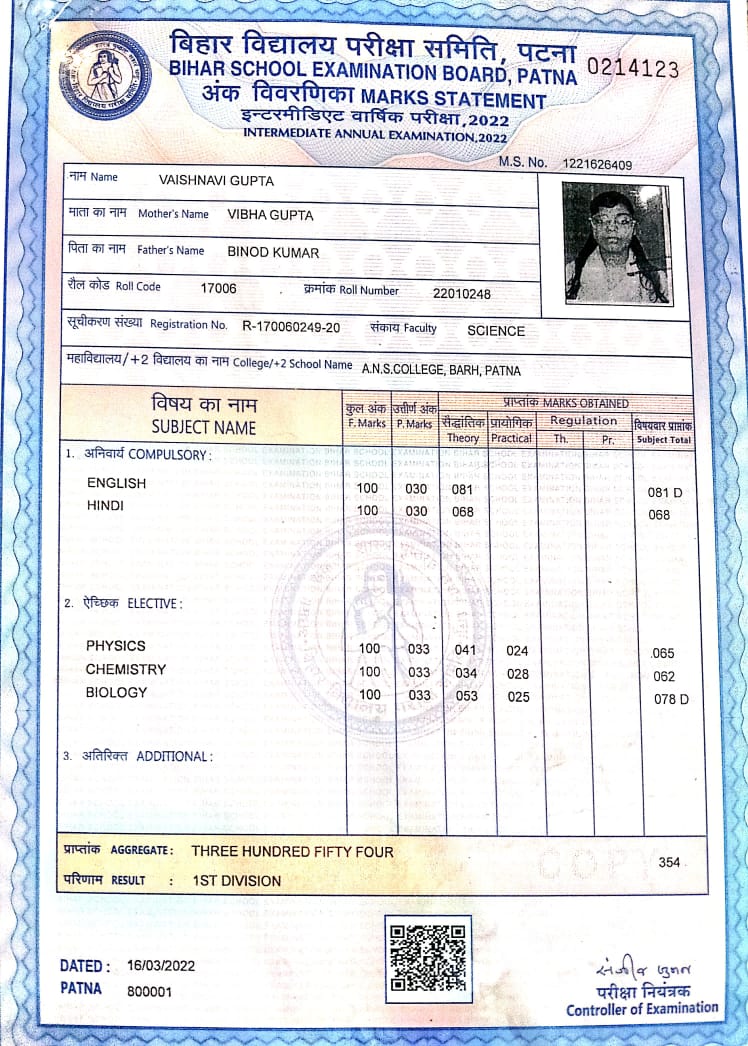 बिहार विद्यालय परीक्षा समिति, पटना
BIHAR SCHOOL EXAMINATION BOARD, PATNA
0214123
अंक विवरणिका MARKS STATEMENT
इन्टरमीडिएट वार्षिक परीक्षा,2022
INTERMEDIATE ANNUAL EXAMINATION,2022
M.S. No. 1221626409
नाम Name VAISHNAVI GUPTA
माता का नाम Mother's Name VIBHA GUPTA
पिता का नाम Father's Name BINOD KUMAR
रौल कोड Roll Code 17006 क्रमांक Roll Number 22010248
सूचीकरण संख्या Registration No. R-170060249-20 संकाय Faculty SCIENCE
महाविद्यालय/+2 विद्यालय का नाम College/+2 School Name A.N.S.COLLEGE, BARH, PATNA
विषय का नाम कुल अंक उत्तीर्ण अंक प्राप्तांक MARKS OBTAINED
SUBJECT NAME F. Marks P. Marks सैद्धांतिक प्रायोगिक Regulation विषयवार प्राप्तांक
Theory Practical Th. Pr. Subject Total
1. अनिवार्य COMPULSORY :
ENGLISH 100 030 081 081 D
HINDI 100 030 068 068
2. ऐच्छिक ELECTIVE :
PHYSICS 100 033 041 024 065
CHEMISTRY 100 033 034 028 062
BIOLOGY 100 033 053 025 078 D
3. अतिरिक्त ADDITIONAL :
प्राप्तांक AGGREGATE : THREE HUNDRED FIFTY FOUR 354
COPY
परिणाम RESULT : 1ST DIVISION
DATED : 16/03/2022
PATNA 800001
परीक्षा नियंत्रक
Controller of Examination